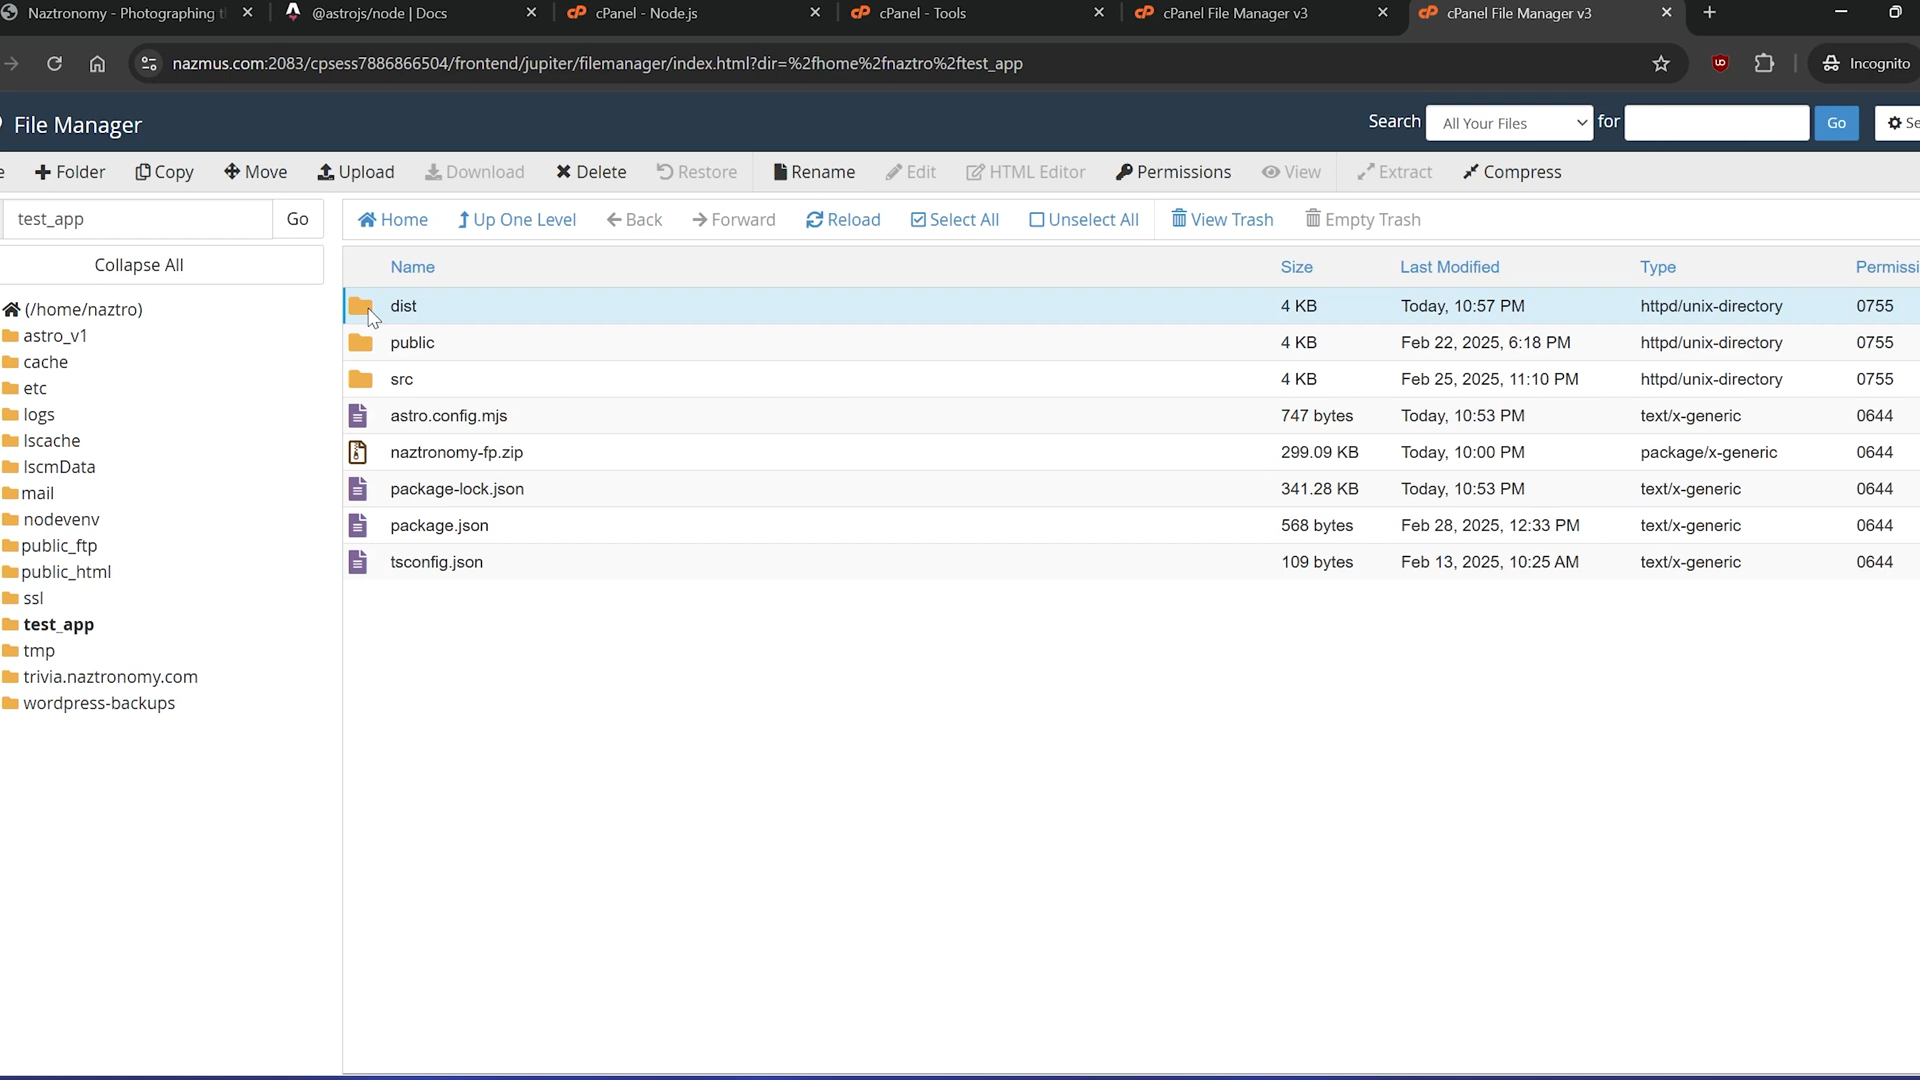 Naztronomy - Photographing t
@astrojs/node | Docs
cPanel - Node.js
cPanel - Tools
cPanel File Manager v3
cPanel File Manager v3
nazmus.com:2083/cpsess7886866504/frontend/jupiter/filemanager/index.html?dir=%2fhome%2fnaztro%2ftest_app
Incognito
File Manager
Search All Your Files for Go Se
e Folder Copy Move Upload Download Delete Restore Rename Edit HTML Editor Permissions View Extract Compress
test_app Go
Home Up One Level Back Forward Reload Select All Unselect All View Trash Empty Trash
Collapse All
(/home/naztro)
astro_v1
cache
etc
logs
lscache
lscmData
mail
nodevenv
public_ftp
public_html
ssl
test_app
tmp
trivia.naztronomy.com
wordpress-backups
Name Size Last Modified Type Permissi
dist 4 KB Today, 10:57 PM httpd/unix-directory 0755
public 4 KB Feb 22, 2025, 6:18 PM httpd/unix-directory 0755
src 4 KB Feb 25, 2025, 11:10 PM httpd/unix-directory 0755
astro.config.mjs 747 bytes Today, 10:53 PM text/x-generic 0644
naztronomy-fp.zip 299.09 KB Today, 10:00 PM package/x-generic 0644
package-lock.json 341.28 KB Today, 10:53 PM text/x-generic 0644
package.json 568 bytes Feb 28, 2025, 12:33 PM text/x-generic 0644
tsconfig.json 109 bytes Feb 13, 2025, 10:25 AM text/x-generic 0644